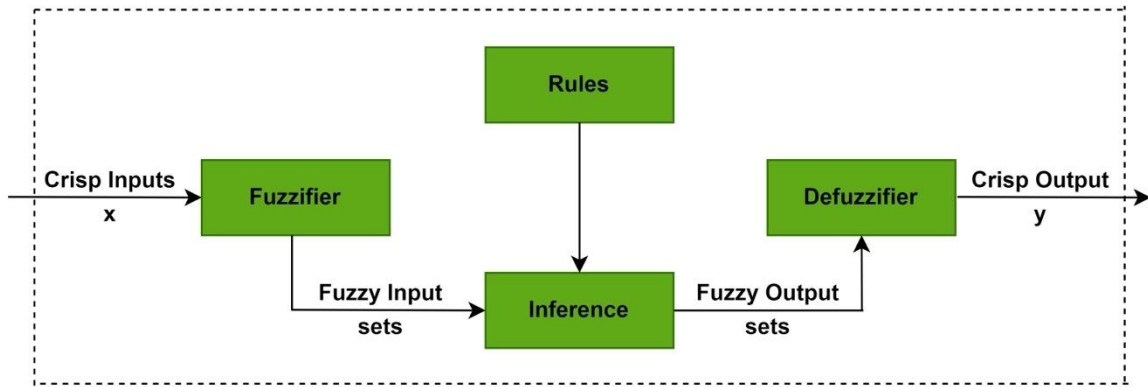 Rules
Crisp Inputs
x
Fuzzifier
Defuzzifier
Crisp Output
y
Fuzzy Input
sets
Inference
Fuzzy Output
sets